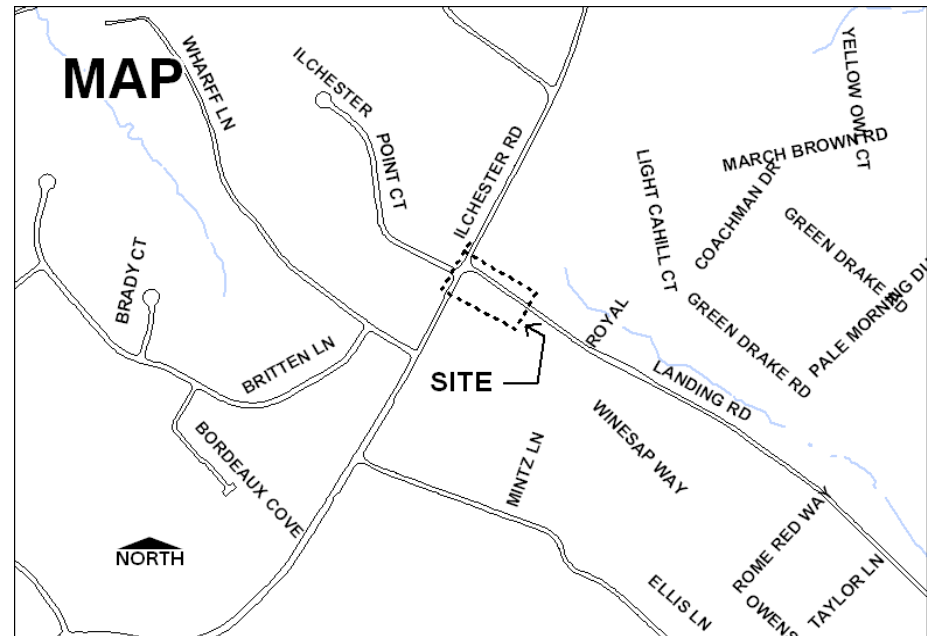 MAP
WHARFF LN
ILCHESTER
POINT CT
ILCHESTER RD
YELLOW OWL CT
MARCH BROWN RD
LIGHT CAHILL CT
COACHMAN DR
GREEN DRAKE RD
PALE MORNING DU
GREEN DRAKE RD
BRADY CT
ROYAL
BRITTEN LN
SITE
LANDING RD
WINESAP WAY
BORDEAUX COVE
MINTZ LN
NORTH
ROME RED WAY
TAYLOR LN
ELLIS LN
OWENS